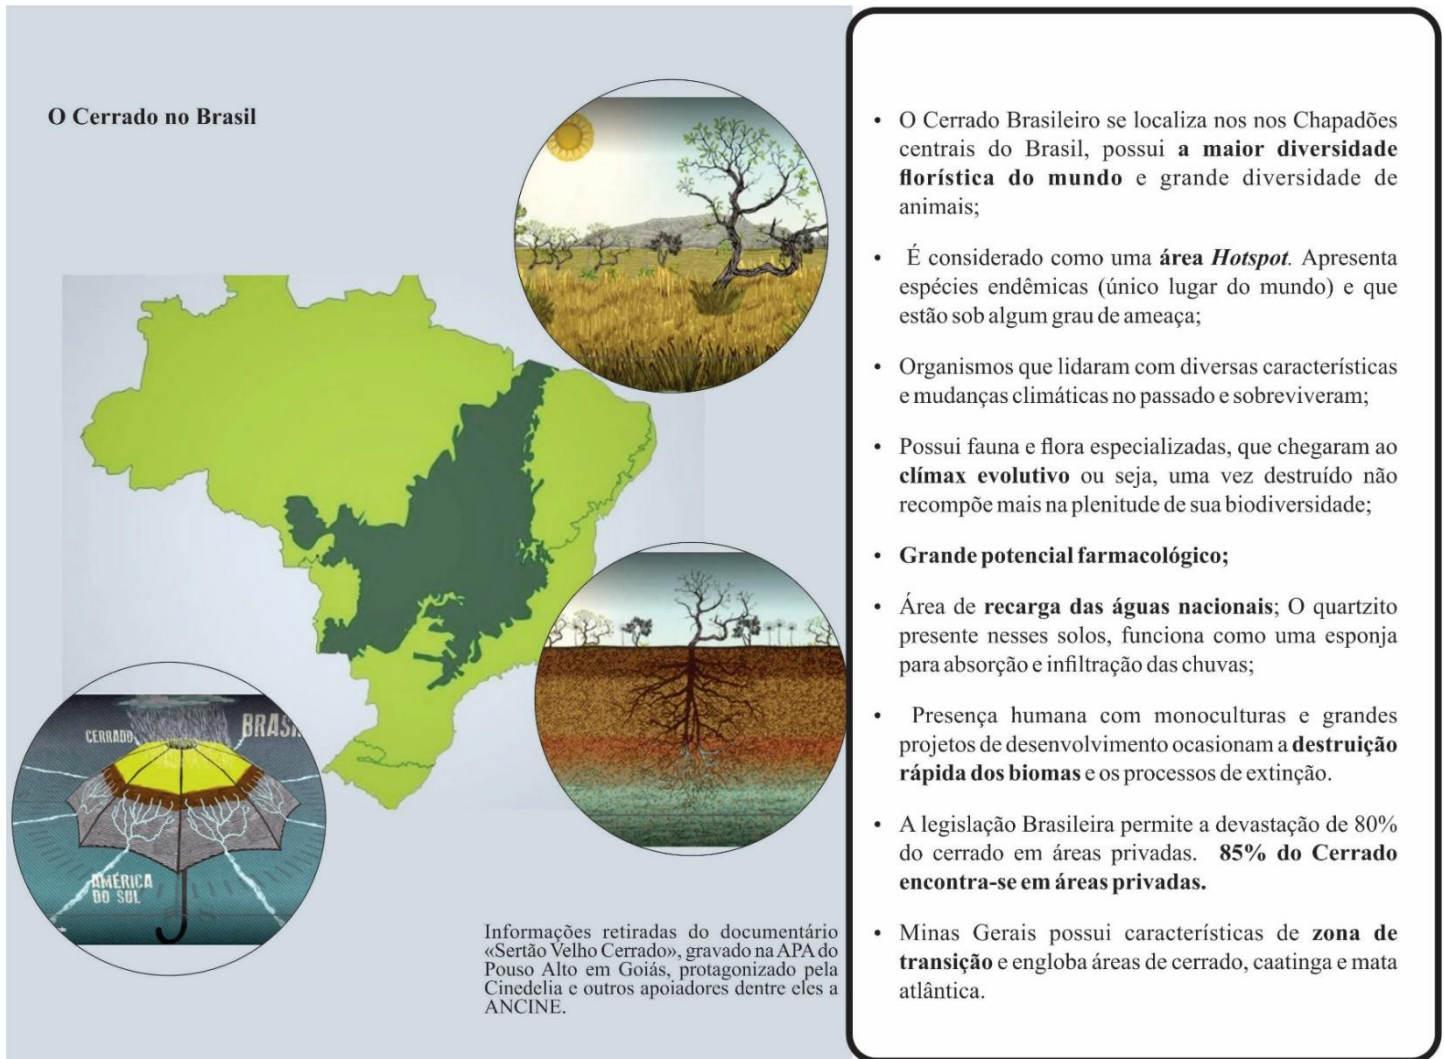 O Cerrado no Brasil
CERRADO
BRASIL
AMÉRICA
DO SUL
Informações retiradas do documentário
«Sertão Velho Cerrado», gravado na APA do
Pouso Alto em Goiás, protagonizado pela
Cinedelia e outros apoiadores dentre eles a
ANCINE.
• O Cerrado Brasileiro se localiza nos nos Chapadões
centrais do Brasil, possui a maior diversidade
florística do mundo e grande diversidade de
animais;
• É considerado como uma área Hotspot. Apresenta
espécies endêmicas (único lugar do mundo) e que
estão sob algum grau de ameaça;
• Organismos que lidaram com diversas características
e mudanças climáticas no passado e sobreviveram;
• Possui fauna e flora especializadas, que chegaram ao
clímax evolutivo ou seja, uma vez destruído não
recompõe mais na plenitude de sua biodiversidade;
• Grande potencial farmacológico;
• Área de recarga das águas nacionais; O quartzito
presente nesses solos, funciona como uma esponja
para absorção e infiltração das chuvas;
• Presença humana com monoculturas e grandes
projetos de desenvolvimento ocasionam a destruição
rápida dos biomas e os processos de extinção.
• A legislação Brasileira permite a devastação de 80%
do cerrado em áreas privadas. 85% do Cerrado
encontra-se em áreas privadas.
• Minas Gerais possui características de zona de
transição e engloba áreas de cerrado, caatinga e mata
atlântica.